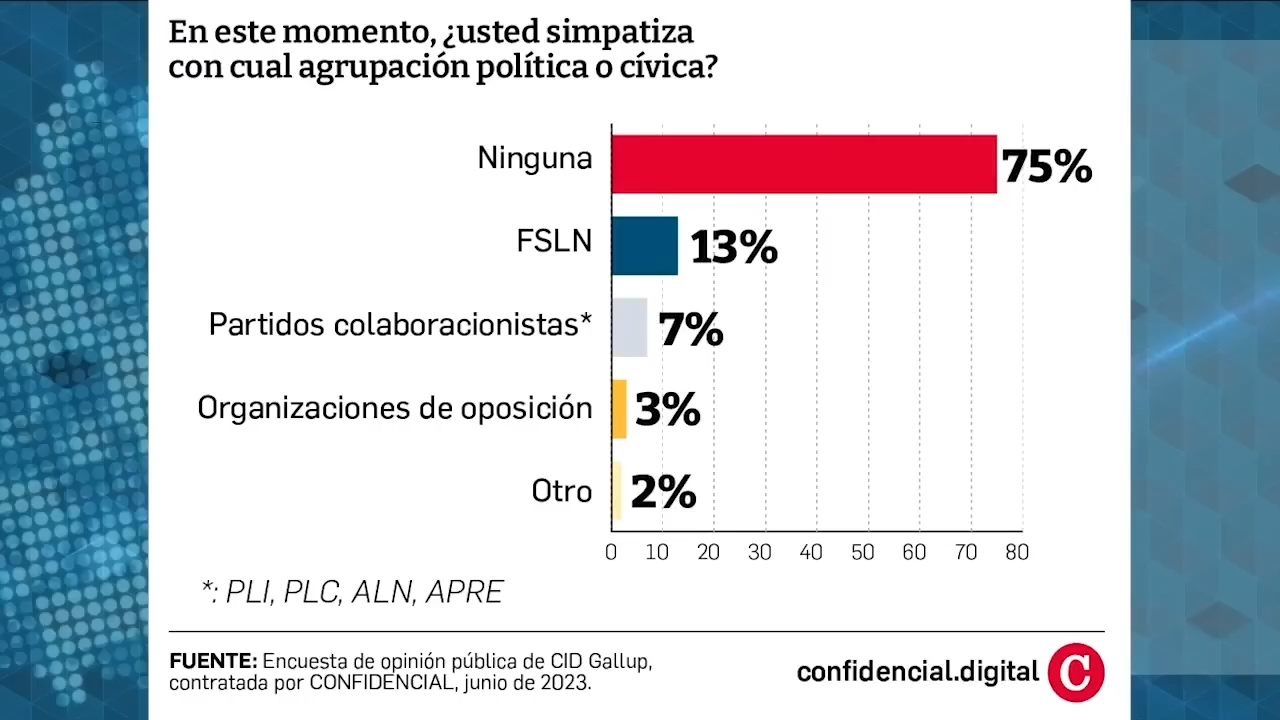 En este momento, ¿usted simpatiza
con cual agrupación política o cívica?
Ninguna 75%
FSLN 13%
Partidos colaboracionistas* 7%
Organizaciones de oposición 3%
Otro 2%
0 10 20 30 40 50 60 70 80
*: PLI, PLC, ALN, APRE
FUENTE: Encuesta de opinión pública de CID Gallup,
contratada por CONFIDENCIAL, junio de 2023.
confidencial.digital C